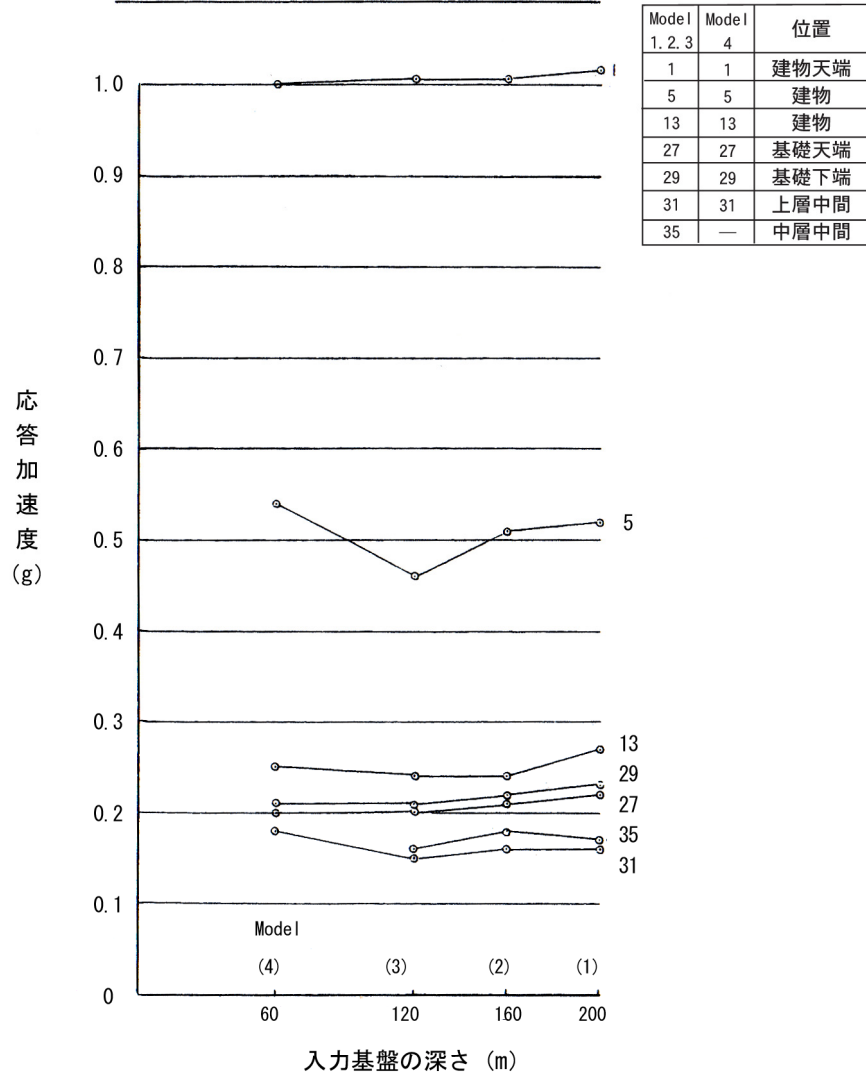 Model Model 位置
1.2.3 4
1 1 建物天端
5 5 建物
13 13 建物
27 27 基礎天端
29 29 基礎下端
31 31 上層中間
35 — 中層中間
1.0
0.9
0.8
0.7
0.6
0.5
0.4
0.3
0.2
0.1
0
応答加速度
(g)
5
13
29
27
35
31
Model
(4) (3) (2) (1)
60 120 160 200
入力基盤の深さ (m)